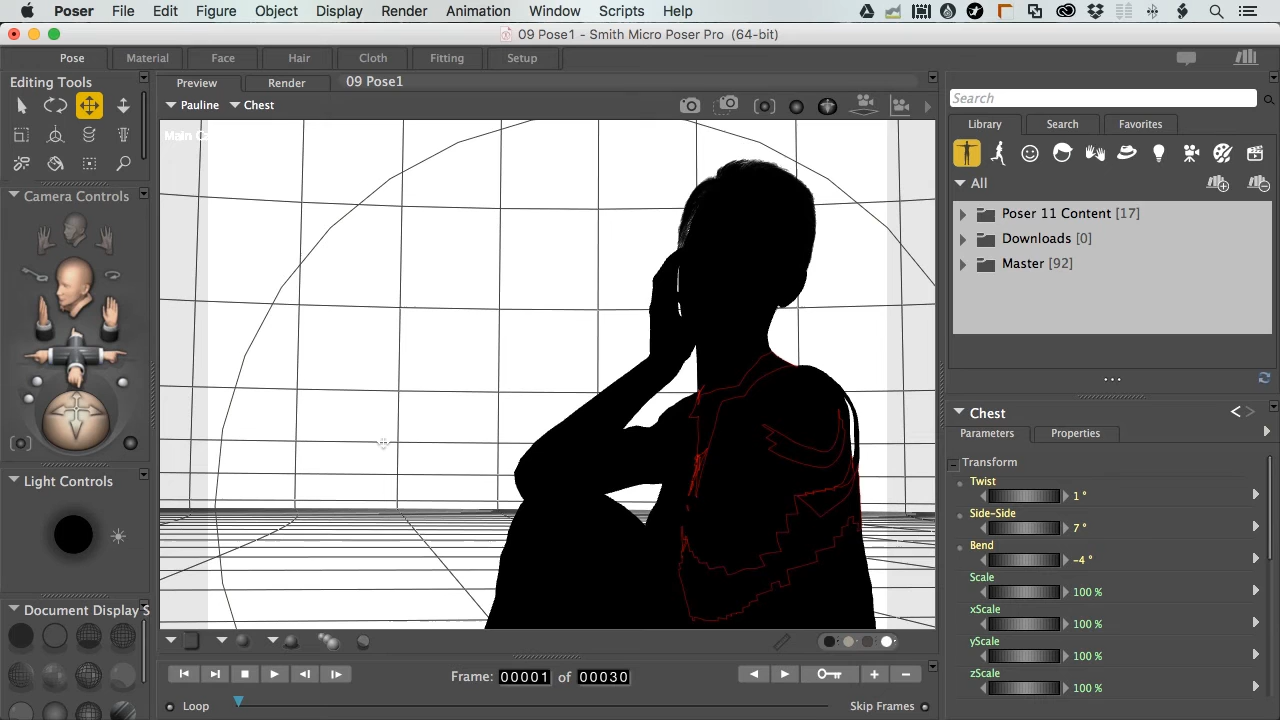 Poser File Edit Figure Object Display Render Animation Window Scripts Help
09 Pose1 - Smith Micro Poser Pro (64-bit)
Pose Material Face Hair Cloth Fitting Setup
Editing Tools
Preview Render 09 Pose1
Pauline Chest
Main Ca
Camera Controls
Light Controls
Document Display S
Search
Library Search Favorites
All
Poser 11 Content [17]
Downloads [0]
Master [92]
Chest
Parameters Properties
Transform
Twist
1 °
Side-Side
7 °
Bend
-4 °
Scale
100 %
xScale
100 %
yScale
100 %
zScale
100 %
Frame: 00001 of 00030
Loop
Skip Frames